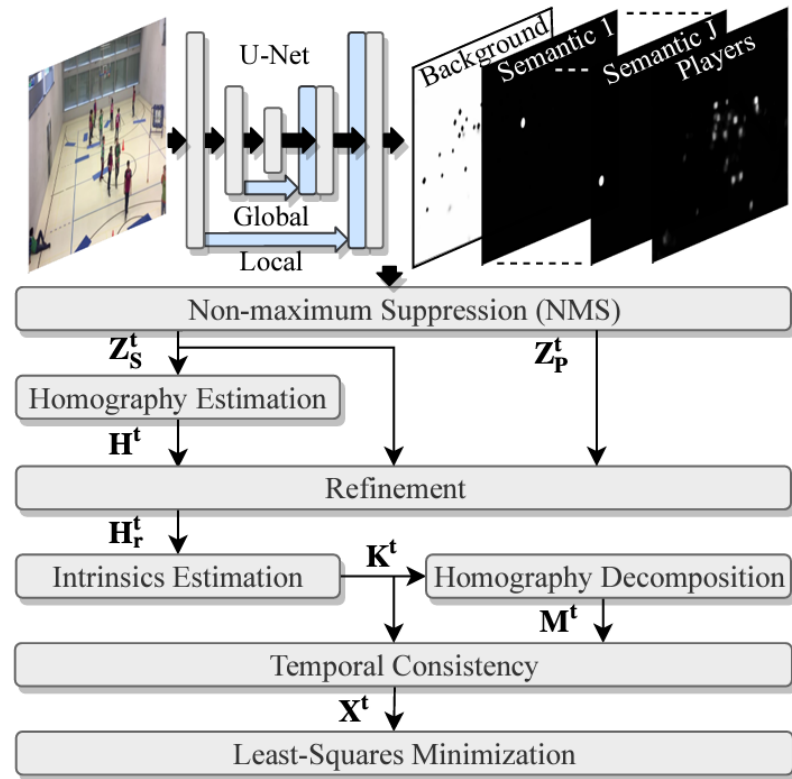 U-Net
Global
Local
Background
Semantic 1
Semantic J
Players
Non-maximum Suppression (NMS)
Z_S^t
Z_P^t
Homography Estimation
H^t
Refinement
H_r^t
Intrinsics Estimation
K^t
Homography Decomposition
M^t
Temporal Consistency
X^t
Least-Squares Minimization